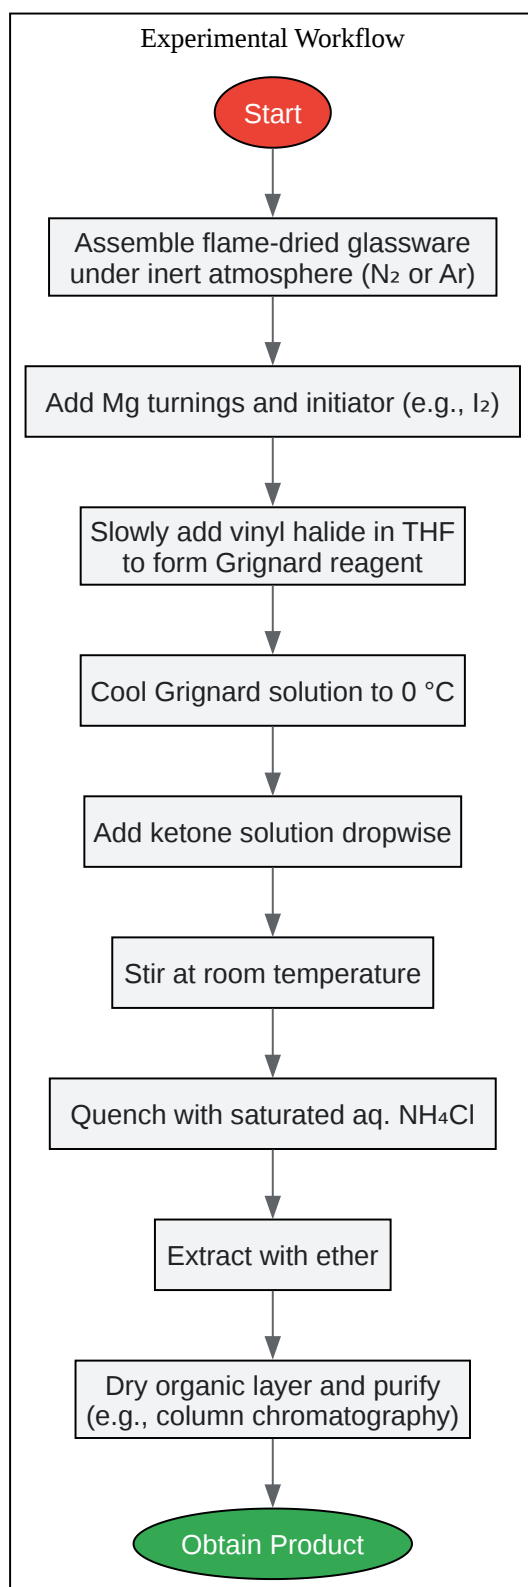 Experimental Workflow
Start
Assemble flame-dried glassware
under inert atmosphere (N₂ or Ar)
Add Mg turnings and initiator (e.g., I₂)
Slowly add vinyl halide in THF
to form Grignard reagent
Cool Grignard solution to 0 °C
Add ketone solution dropwise
Stir at room temperature
Quench with saturated aq. NH₄Cl
Extract with ether
Dry organic layer and purify
(e.g., column chromatography)
Obtain Product